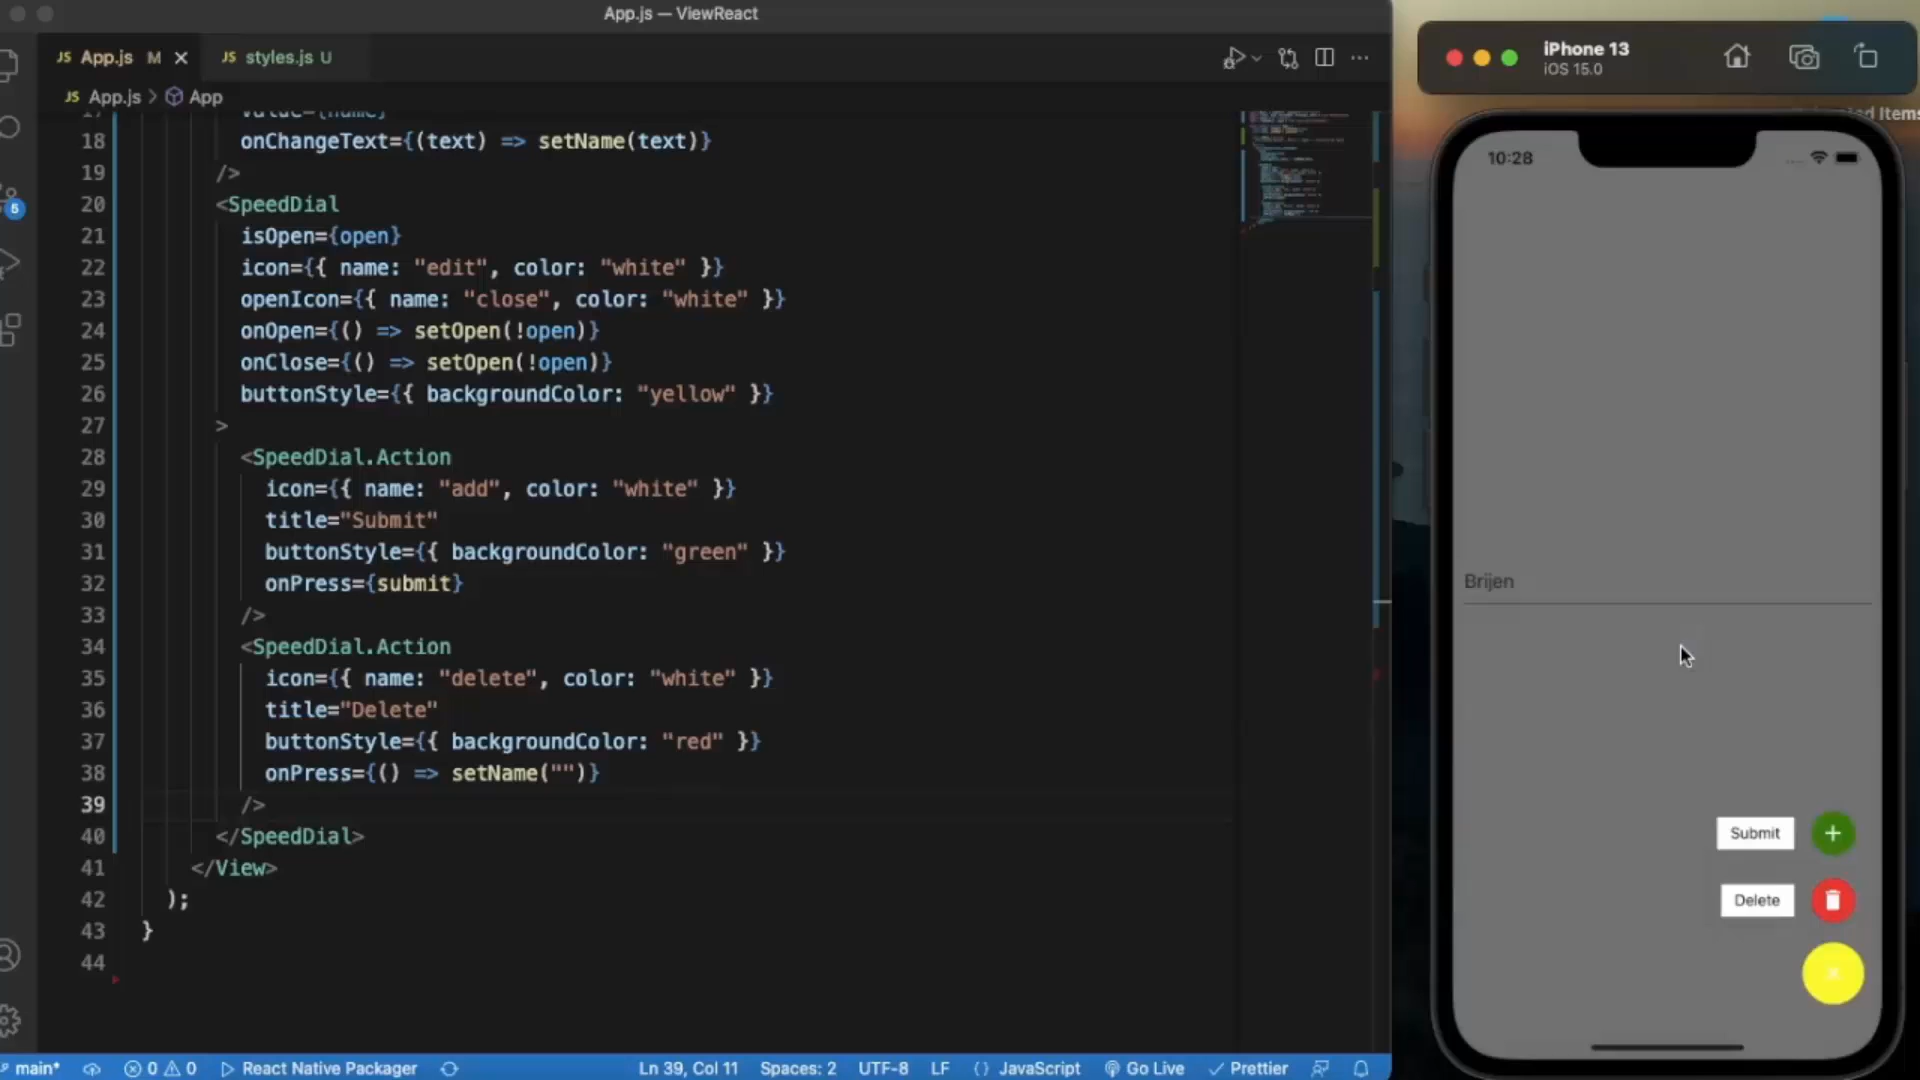 App.js — ViewReact
JS App.js M
JS styles.js U
JS App.js > App
17 value={name}
18 onChangeText={(text) => setName(text)}
19 />
20 <SpeedDial
21 isOpen={open}
22 icon={{ name: "edit", color: "white" }}
23 openIcon={{ name: "close", color: "white" }}
24 onOpen={() => setOpen(!open)}
25 onClose={() => setOpen(!open)}
26 buttonStyle={{ backgroundColor: "yellow" }}
27 >
28 <SpeedDial.Action
29 icon={{ name: "add", color: "white" }}
30 title="Submit"
31 buttonStyle={{ backgroundColor: "green" }}
32 onPress={submit}
33 />
34 <SpeedDial.Action
35 icon={{ name: "delete", color: "white" }}
36 title="Delete"
37 buttonStyle={{ backgroundColor: "red" }}
38 onPress={() => setName("")}
39 />
40 </SpeedDial>
41 </View>
42 );
43 }
44
5
main* 0 0 React Native Packager Ln 39, Col 11 Spaces: 2 UTF-8 LF {} JavaScript Go Live Prettier
iPhone 13
iOS 15.0
Items
10:28
Brijen
Submit
Delete